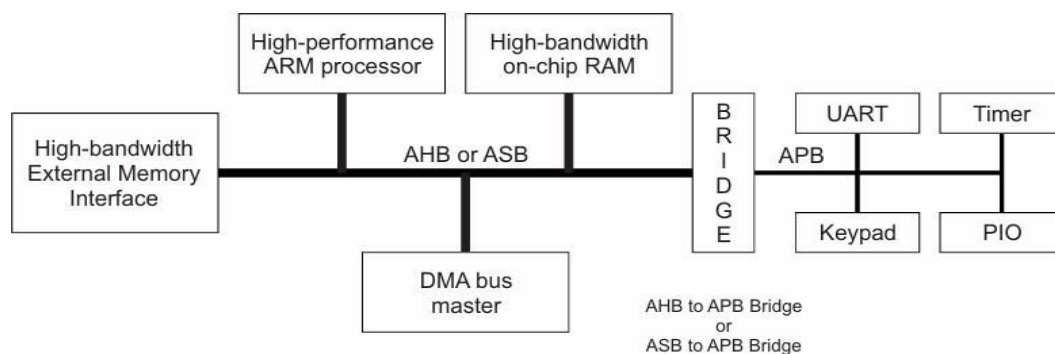 High-performance
ARM processor
High-bandwidth
on-chip RAM
High-bandwidth
External Memory
Interface
AHB or ASB
DMA bus
master
B
R
I
D
G
E
APB
UART
Timer
Keypad
PIO
AHB to APB Bridge
or
ASB to APB Bridge